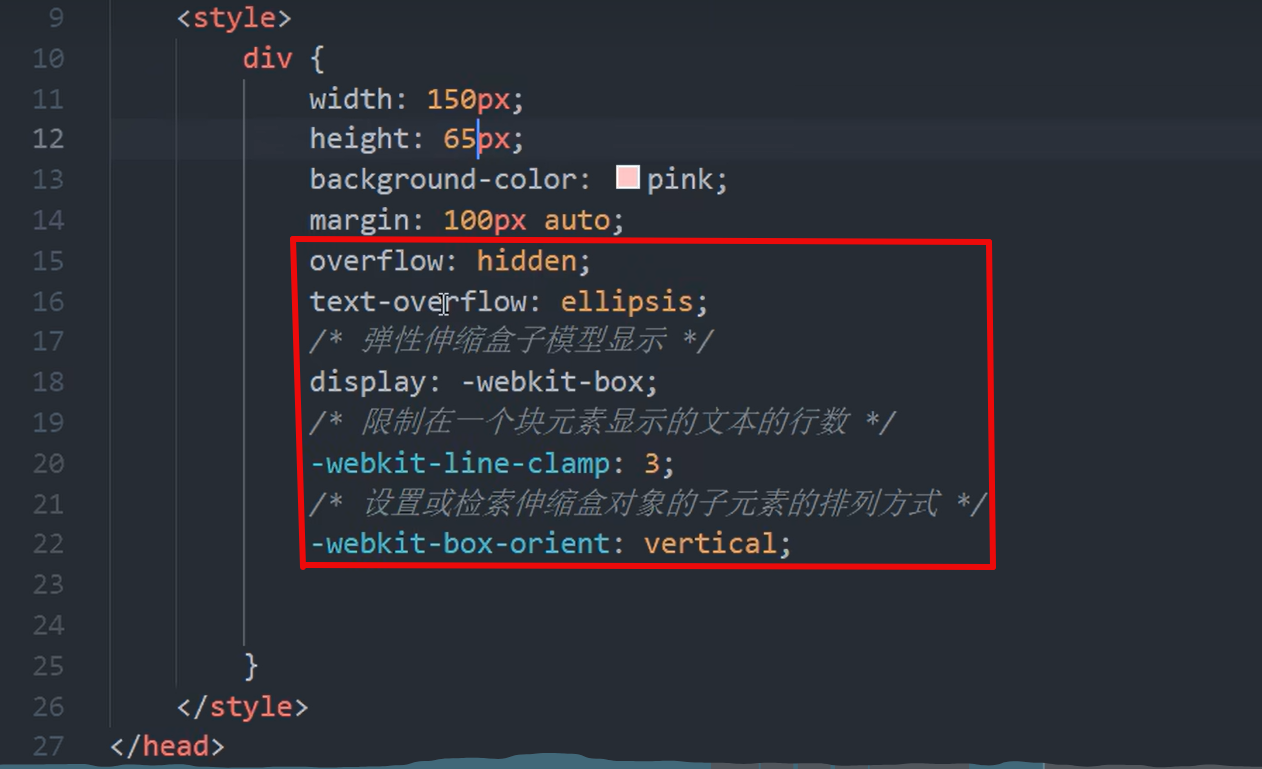 9 <style>
10 div {
11 width: 150px;
12 height: 65px;
13 background-color: pink;
14 margin: 100px auto;
15 overflow: hidden;
16 text-overflow: ellipsis;
17 /* 弹性伸缩盒子模型显示 */
18 display: -webkit-box;
19 /* 限制在一个块元素显示的文本的行数 */
20 -webkit-line-clamp: 3;
21 /* 设置或检索伸缩盒对象的子元素的排列方式 */
22 -webkit-box-orient: vertical;
23
24
25 }
26 </style>
27 </head>